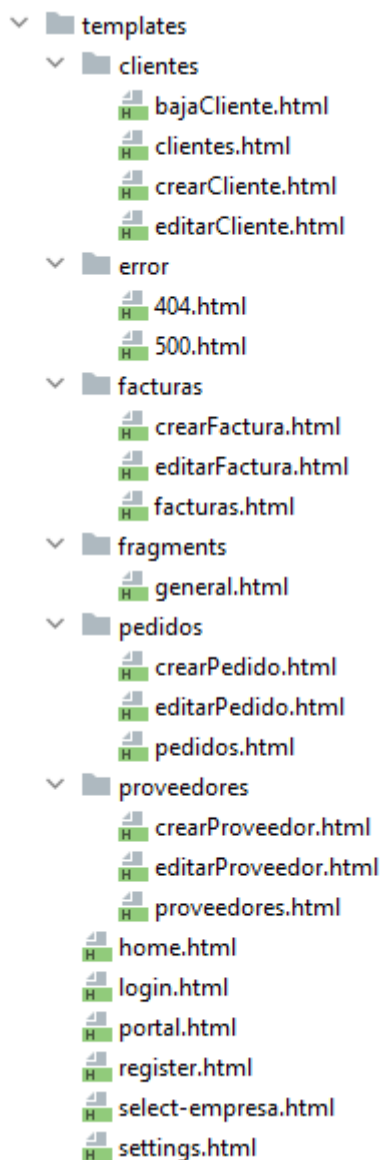 templates
clientes
bajaCliente.html
clientes.html
crearCliente.html
editarCliente.html
error
404.html
500.html
facturas
crearFactura.html
editarFactura.html
facturas.html
fragments
general.html
pedidos
crearPedido.html
editarPedido.html
pedidos.html
proveedores
crearProveedor.html
editarProveedor.html
proveedores.html
home.html
login.html
portal.html
register.html
select-empresa.html
settings.html